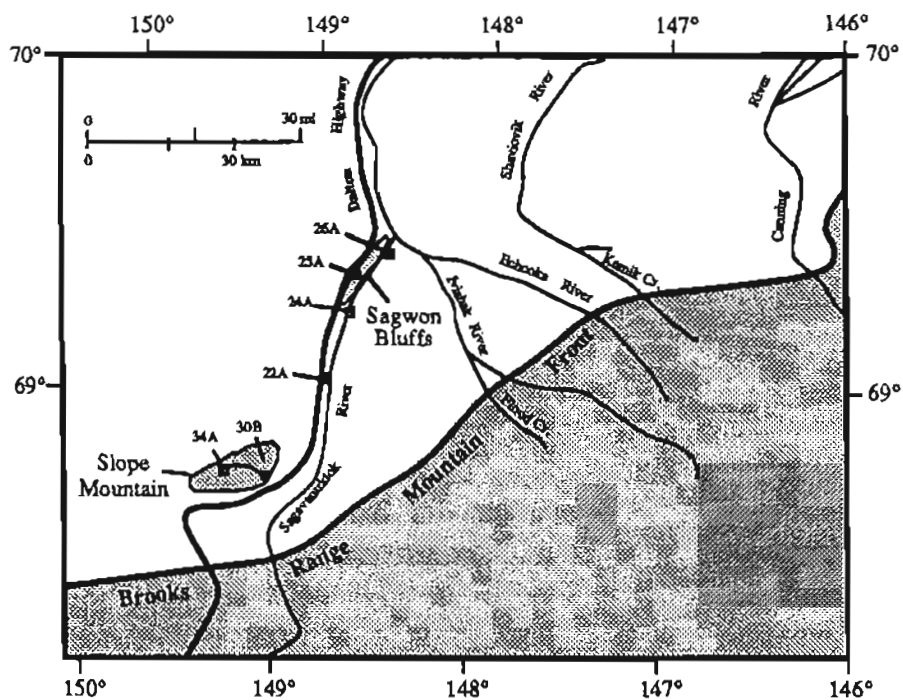 150° 149° 148° 147° 146°
70° 70°
0 30 mi
0 30 km
Highway
Dalton
River
Shaviovik
River
Canning
26A
25A
24A
22A
Sagwon
Bluffs
Echooka River
Kemik Cr.
Ivishak River
69° 69°
Flood Cr.
River
Sagavanirktok
34A 30B
Slope
Mountain
Brooks Range Mountain Front
150° 149° 148° 147° 146°